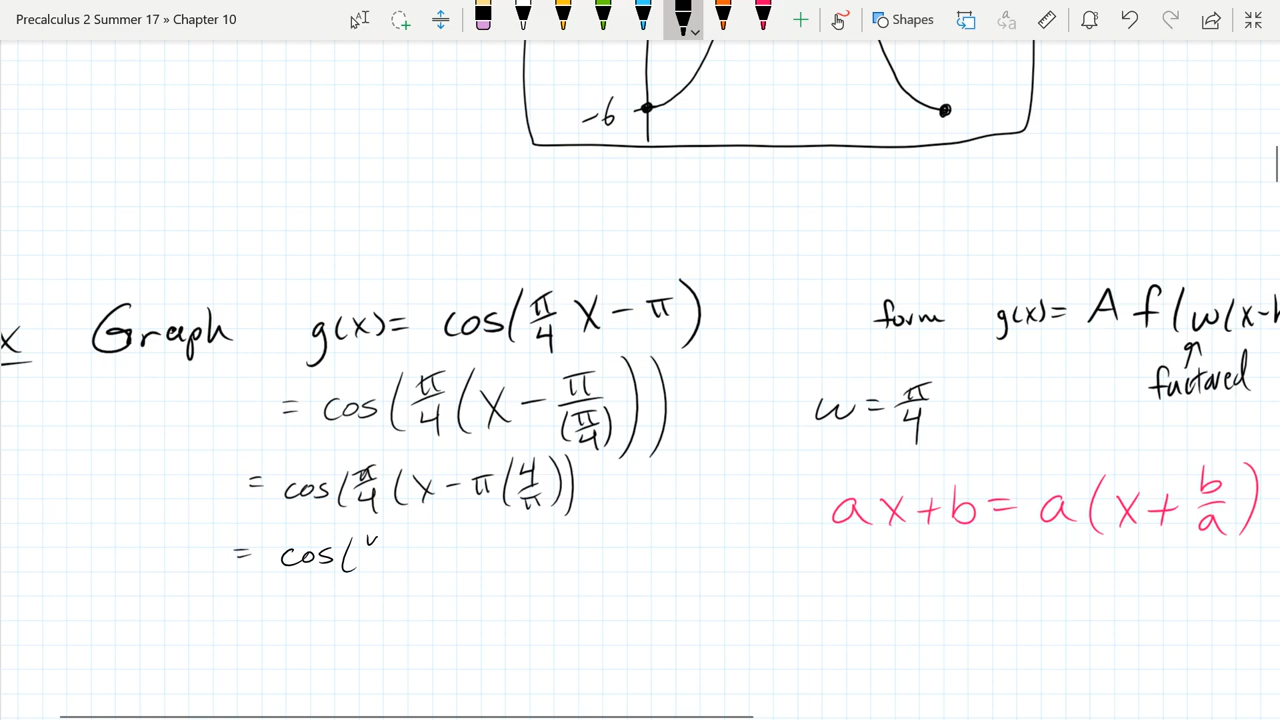 Precalculus 2 Summer 17 » Chapter 10
Shapes
-6
x Graph g(x) = cos(π/4 x - π)
form g(x) = A f(w(x-h
factored
= cos(π/4(x - π/(π/4)))
w = π/4
= cos(π/4(x - π(4/π))
ax+b = a(x + b/a)
= cos(